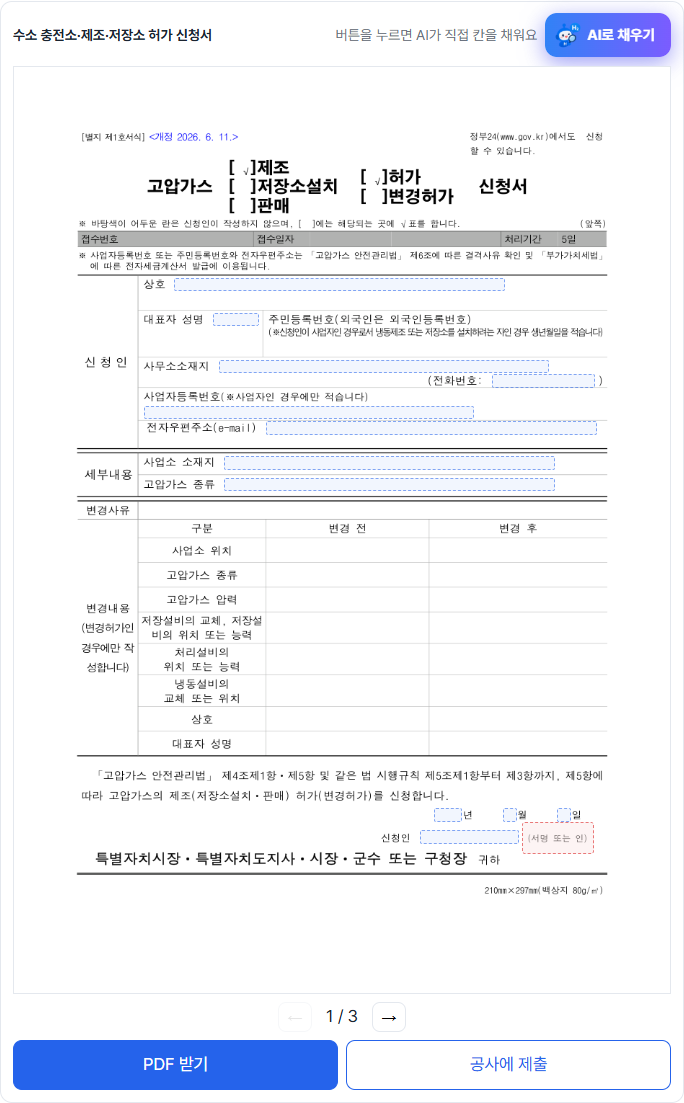 수소 충전소·제조·저장소 허가 신청서
버튼을 누르면 AI가 직접 칸을 채워요
AI로 채우기
[별지 제1호서식] <개정 2026. 6. 11.>
정부24(www.gov.kr)에서도 신청
할 수 있습니다.
고압가스
[ √]제조
[ ]저장소설치
[ ]판매
[ √]허가
[ ]변경허가
신청서
※ 바탕색이 어두운 란은 신청인이 작성하지 않으며, [ ]에는 해당되는 곳에 √표를 합니다.
(앞쪽)
접수번호
접수일자
처리기간 5일
※ 사업자등록번호 또는 주민등록번호와 전자우편주소는 「고압가스 안전관리법」 제6조에 따른 결격사유 확인 및 「부가가치세법」
에 따른 전자세금계산서 발급에 이용됩니다.
신청인
상호
대표자 성명
주민등록번호(외국인은 외국인등록번호)
(※신청인이 사업자인 경우로서 냉동제조 또는 저장소를 설치하려는 자인 경우 생년월일을 적습니다)
사무소소재지
(전화번호: )
사업자등록번호(※사업자인 경우에만 적습니다)
전자우편주소(e-mail)
세부내용
사업소 소재지
고압가스 종류
변경사유
변경내용
(변경허가인
경우에만 작
성합니다)
구분
변경 전
변경 후
사업소 위치
고압가스 종류
고압가스 압력
저장설비의 교체, 저장설
비의 위치 또는 능력
처리설비의
위치 또는 능력
냉동설비의
교체 또는 위치
상호
대표자 성명
「고압가스 안전관리법」 제4조제1항·제5항 및 같은 법 시행규칙 제5조제1항부터 제3항까지, 제5항에
따라 고압가스의 제조(저장소설치·판매) 허가(변경허가)를 신청합니다.
년 월 일
신청인
(서명 또는 인)
특별자치시장·특별자치도지사·시장·군수 또는 구청장 귀하
210㎜×297㎜(백상지 80g/㎡)
← 1 / 3 →
PDF 받기
공사에 제출